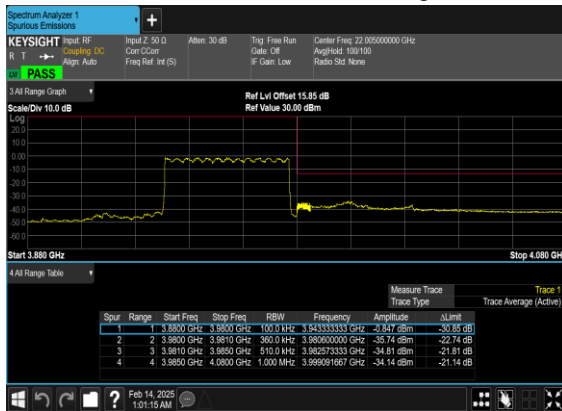 Spectrum Analyzer 1
Spurious Emissions
KEYSIGHT Input: RF Input Z: 50 Ω Atten: 30 dB Trig: Free Run Center Freq: 22.005000000 GHz
R T Coupling: DC Corr CCorr Gate: Off Avg|Hold: 100/100
Align: Auto Freq Ref: Int (S) IF Gain: Low Radio Std: None
PASS
3 All Range Graph
Ref Lvl Offset 15.85 dB
Scale/Div 10.0 dB Ref Value 30.00 dBm
Log
20.0
10.0
0.00
-10.0
-20.0
-30.0
-40.0
-50.0
-60.0
Start 3.880 GHz Stop 4.080 GH
4 All Range Table
Measure Trace Trace 1
Trace Type Trace Average (Active)
Spur Range Start Freq Stop Freq RBW Frequency Amplitude ΔLimit
1 1 3.8800 GHz 3.9800 GHz 100.0 kHz 3.943333333 GHz -0.847 dBm -30.85 dB
2 2 3.9800 GHz 3.9810 GHz 360.0 kHz 3.980600000 GHz -35.74 dBm -22.74 dB
3 3 3.9810 GHz 3.9850 GHz 510.0 kHz 3.982573333 GHz -34.81 dBm -21.81 dB
4 4 3.9850 GHz 4.0800 GHz 1.000 MHz 3.999091667 GHz -34.14 dBm -21.14 dB
Feb 14, 2025
1:01:15 AM